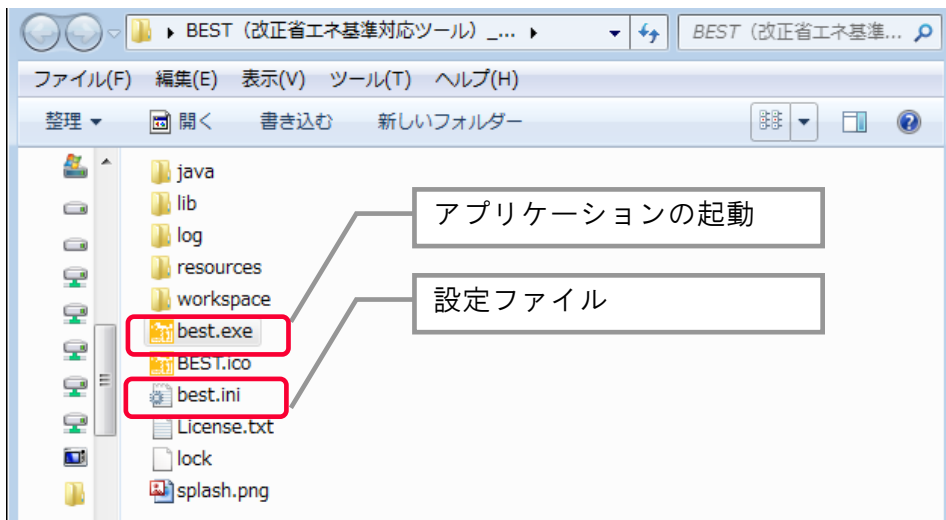 BEST（改正省エネ基準対応ツール）_...
BEST（改正省エネ基準...
ファイル(F) 編集(E) 表示(V) ツール(T) ヘルプ(H)
整理 開く 書き込む 新しいフォルダー
java
lib
log
resources
workspace
best.exe
BEST.ico
best.ini
License.txt
lock
splash.png
アプリケーションの起動
設定ファイル